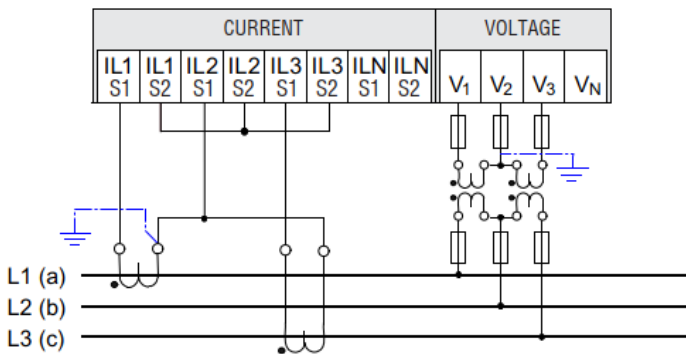 CURRENT VOLTAGE
IL1 IL1 IL2 IL2 IL3 IL3 ILN ILN
S1 S2 S1 S2 S1 S2 S1 S2
V1 V2 V3 VN
L1 (a)
L2 (b)
L3 (c)